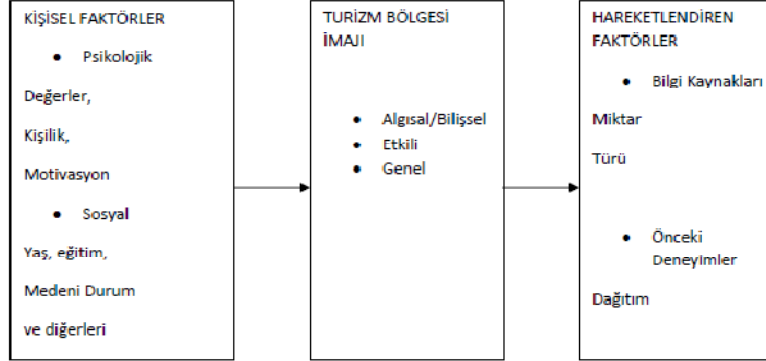 KİŞİSEL FAKTÖRLER
• Psikolojik
Değerler,
Kişilik,
Motivasyon
• Sosyal
Yaş, eğitim,
Medeni Durum
ve diğerleri
TURİZM BÖLGESİ
İMAJI
• Algısal/Bilişsel
• Etkili
• Genel
HAREKETLENDİREN
FAKTÖRLER
• Bilgi Kaynakları
Miktar
Türü
• Önceki
Deneyimler
Dağıtım